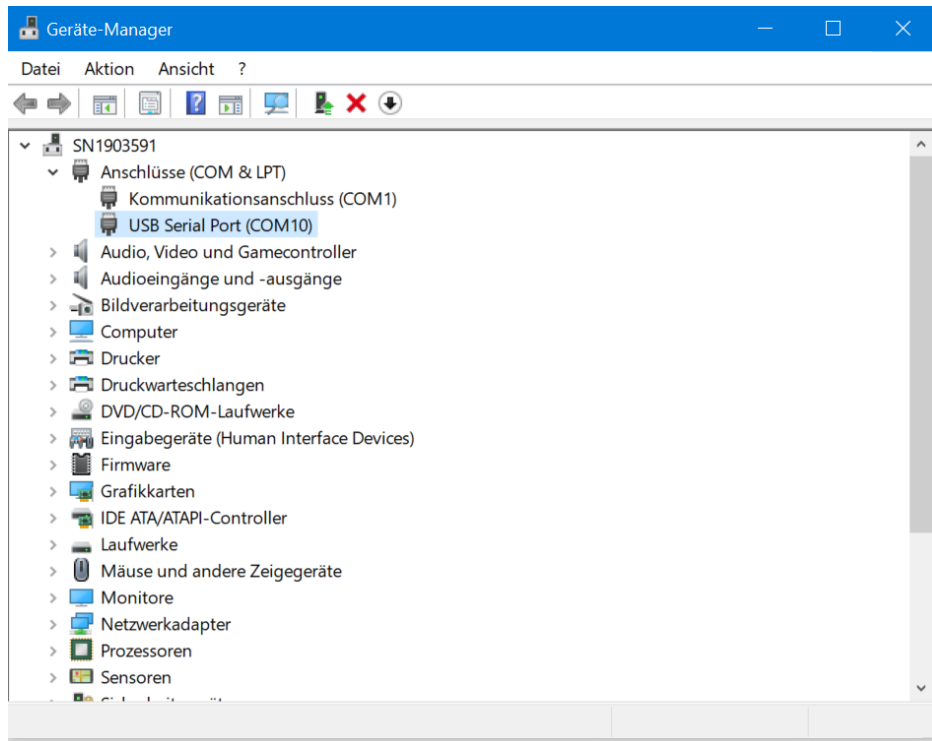 Geräte-Manager
Datei Aktion Ansicht ?
SN1903591
Anschlüsse (COM & LPT)
Kommunikationsanschluss (COM1)
USB Serial Port (COM10)
Audio, Video und Gamecontroller
Audioeingänge und -ausgänge
Bildverarbeitungsgeräte
Computer
Drucker
Druckwarteschlangen
DVD/CD-ROM-Laufwerke
Eingabegeräte (Human Interface Devices)
Firmware
Grafikkarten
IDE ATA/ATAPI-Controller
Laufwerke
Mäuse und andere Zeigegeräte
Monitore
Netzwerkadapter
Prozessoren
Sensoren